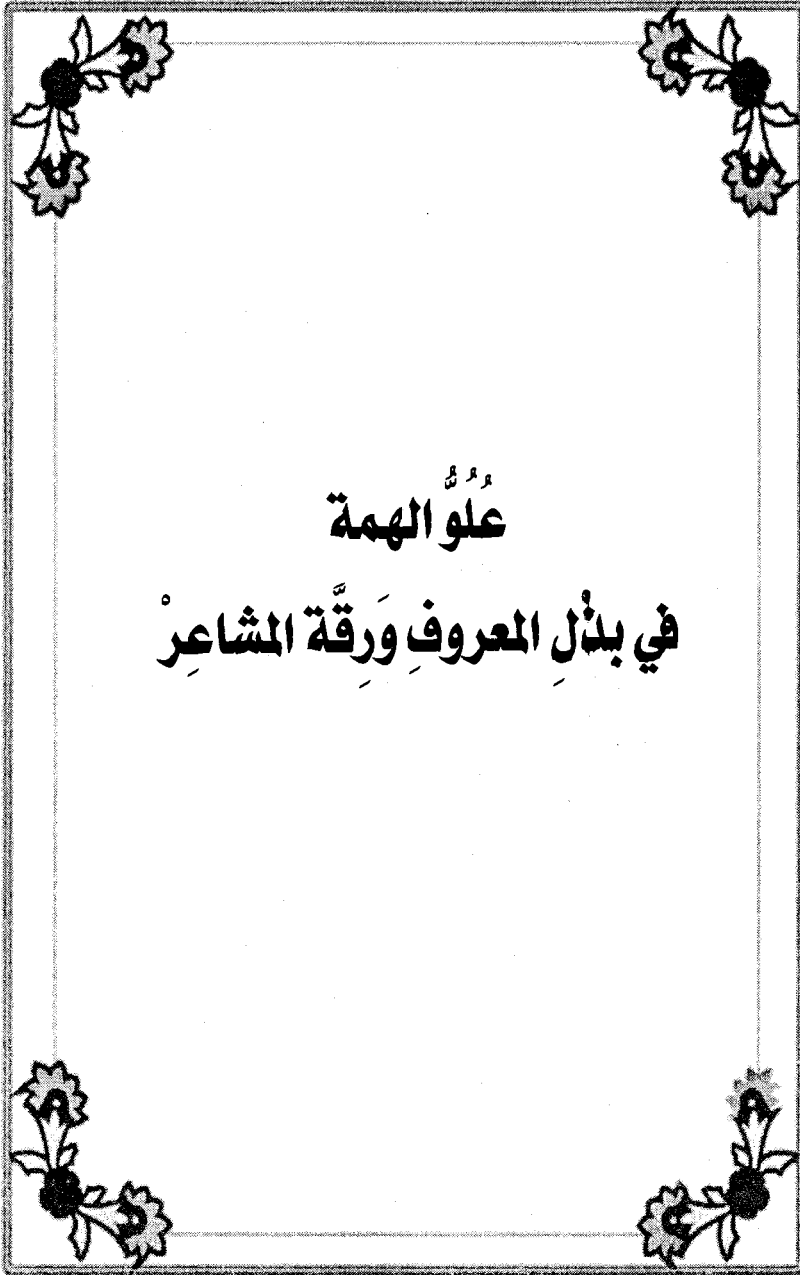 عُلُوُّ الهمة
في بذْلِ المعروفِ وَرِقَّة المشاعِرْ